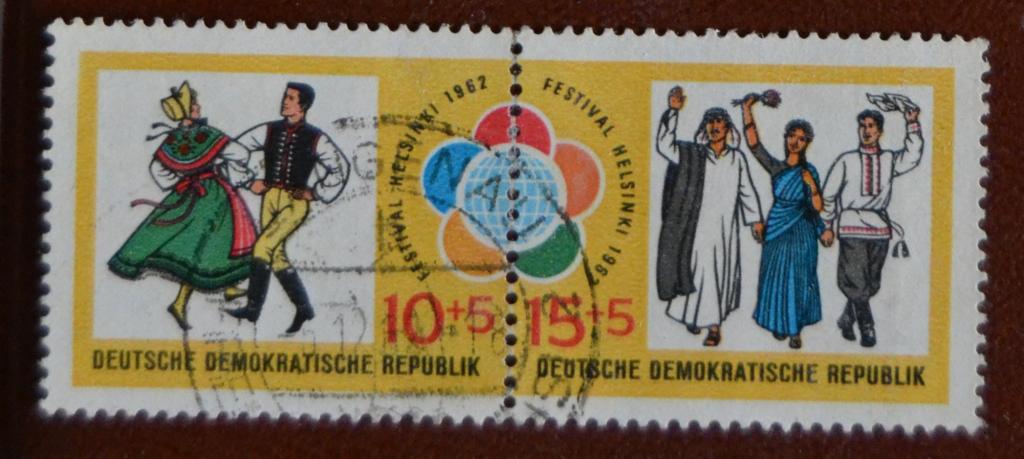 FESTIVAL HELSINKI 1962
10+5
DEUTSCHE DEMOKRATISCHE REPUBLIK
FESTIVAL HELSINKI 1962
15+5
DEUTSCHE DEMOKRATISCHE REPUBLIK